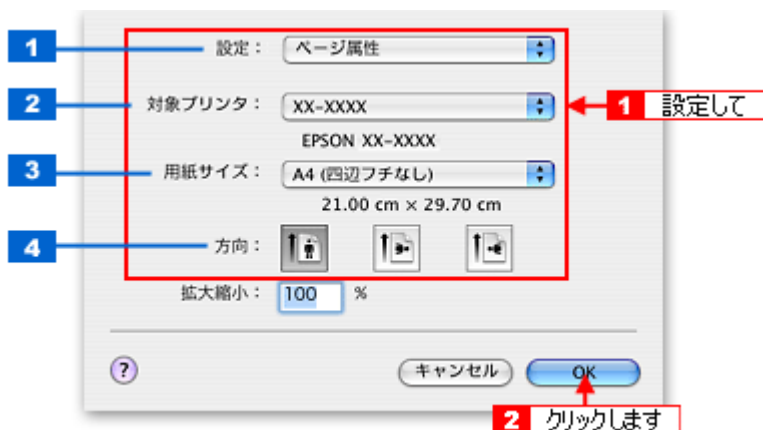 1 設定： ページ属性
2 対象プリンタ： XX-XXXX 1 設定して
EPSON XX-XXXX
3 用紙サイズ： A4 (四辺フチなし)
21.00 cm × 29.70 cm
4 方向：
拡大縮小： 100 %
? キャンセル OK
2 クリックします